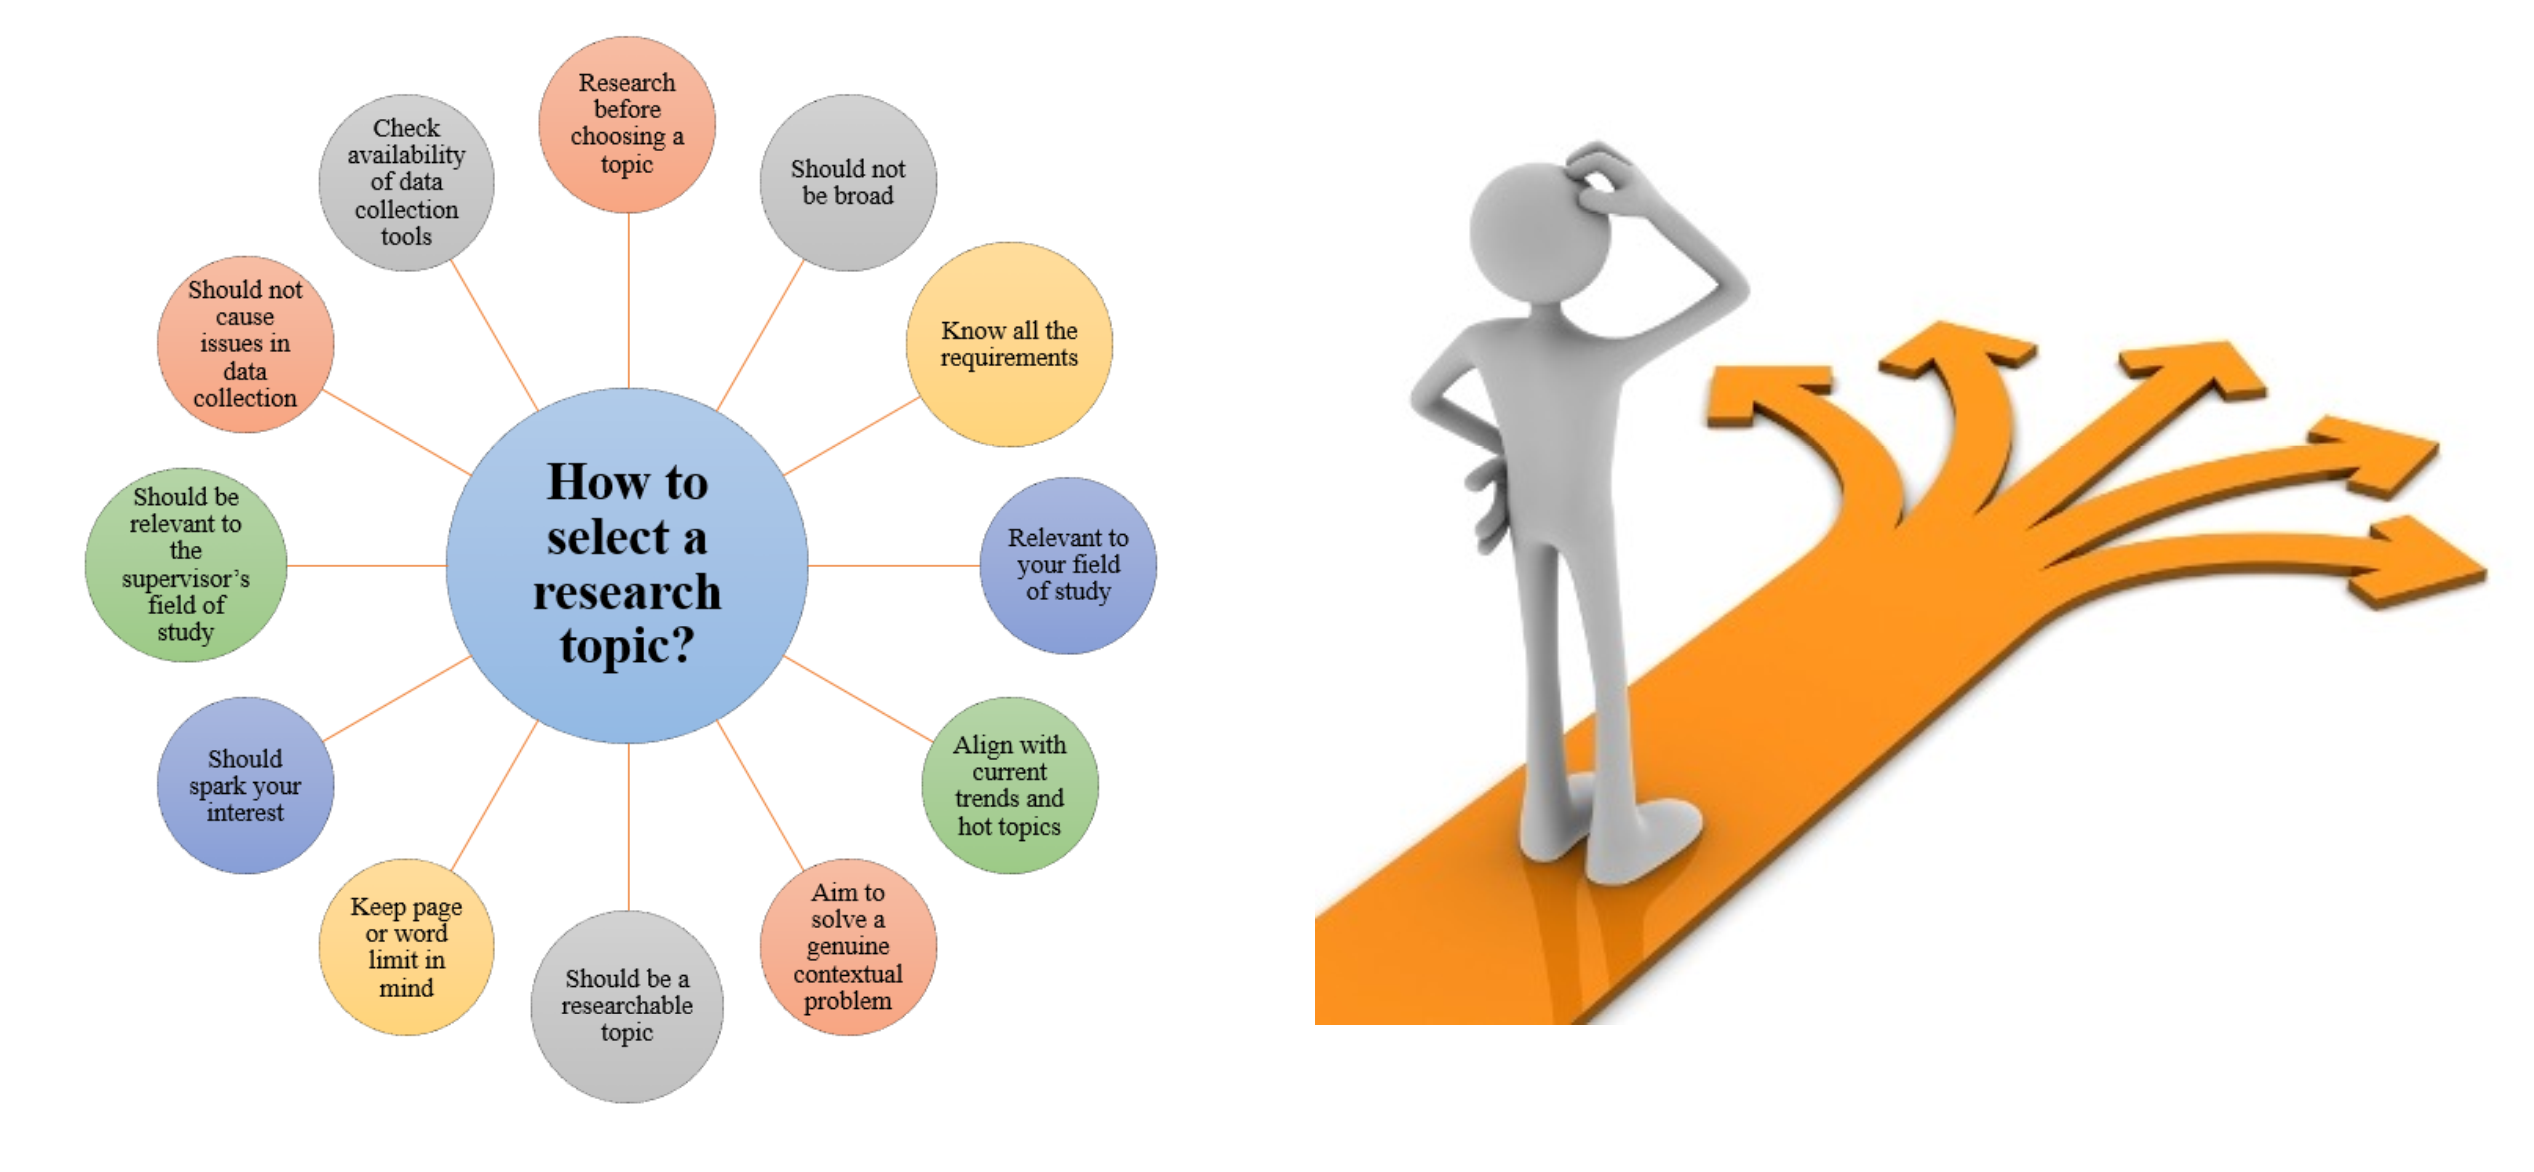 How to
select a
research
topic?
Research
before
choosing a
topic
Should not
be broad
Know all the
requirements
Relevant to
your field
of study
Align with
current
trends and
hot topics
Aim to
solve a
genuine
contextual
problem
Should be a
researchable
topic
Keep page
or word
limit in
mind
Should
spark your
interest
Should be
relevant to
the
supervisor’s
field of
study
Should not
cause
issues in
data
collection
Check
availability
of data
collection
tools